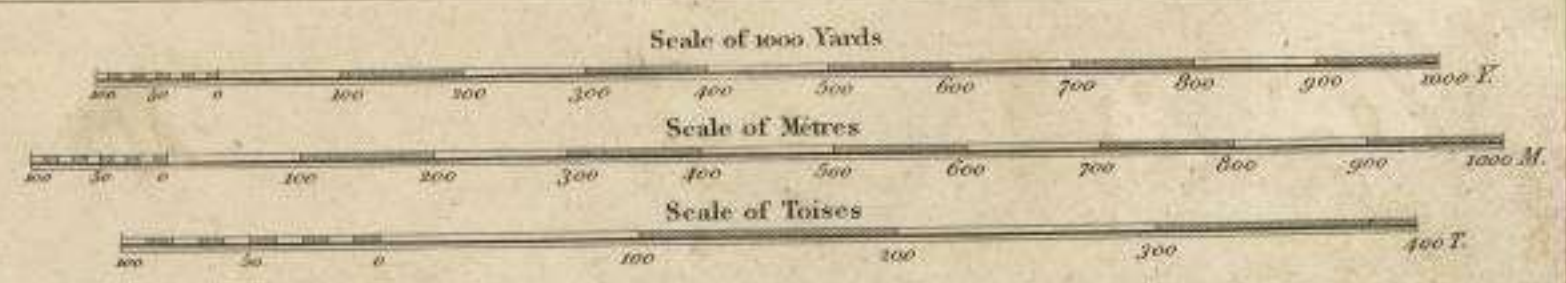 Scale of 1000 Yards
100 50 0 100 200 300 400 500 600 700 800 900 1000 Y.
Scale of Métres
100 50 0 100 200 300 400 500 600 700 800 900 1000 M.
Scale of Toises
100 50 0 100 200 300 400 T.